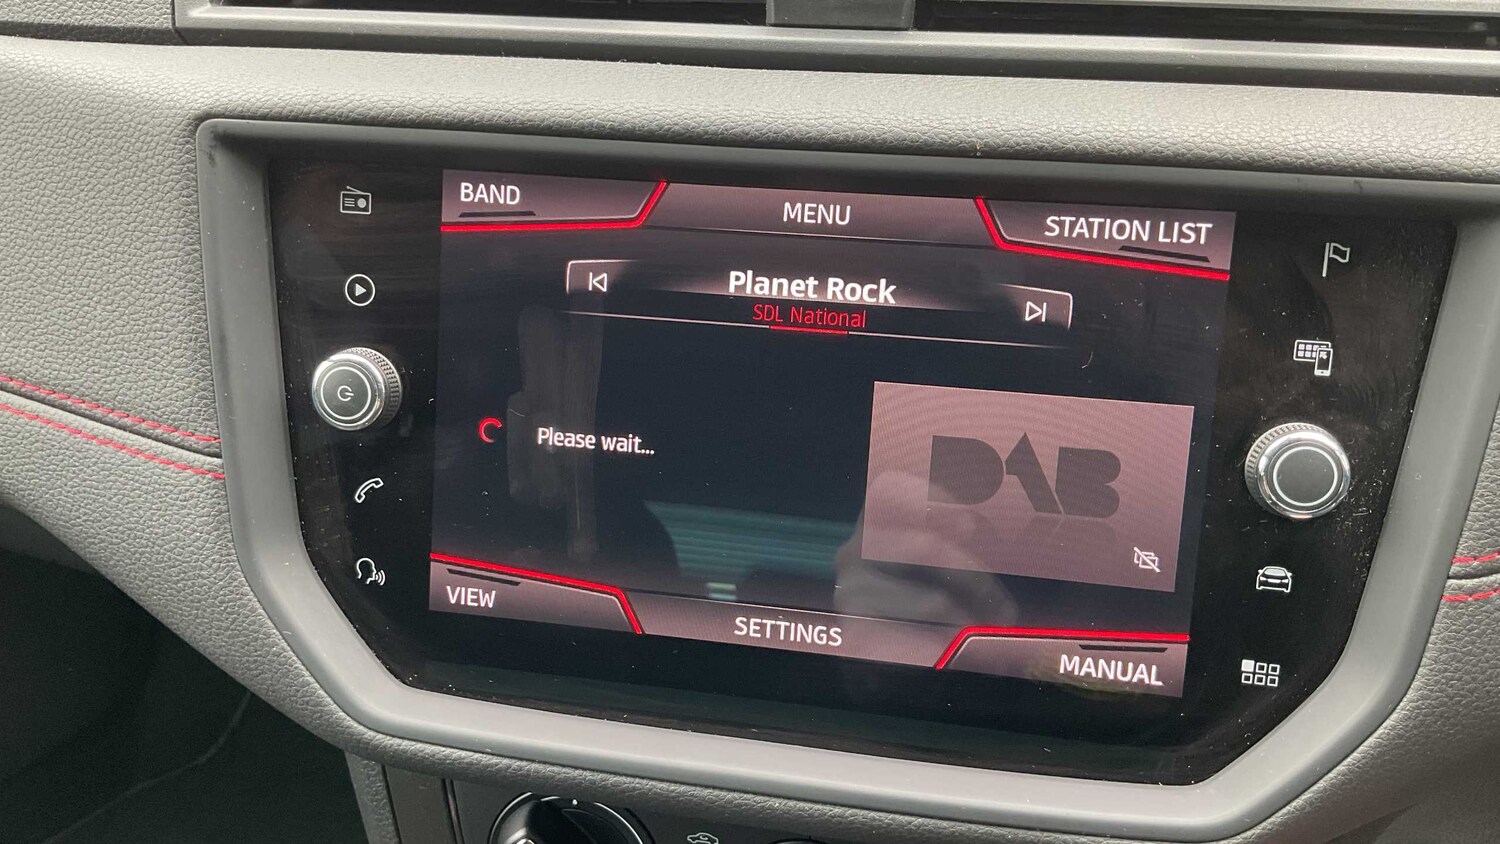 BAND
MENU
STATION LIST
Planet Rock
SDL National
Please wait...
DAB
VIEW
SETTINGS
MANUAL